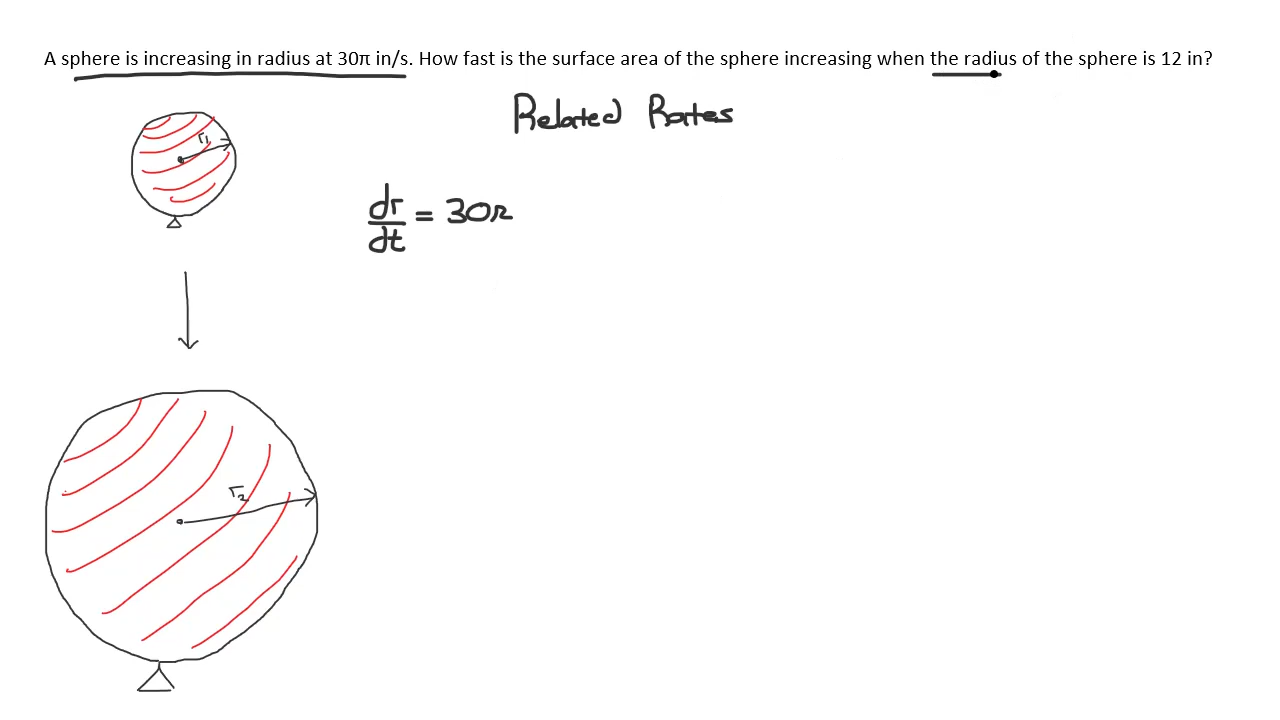 A sphere is increasing in radius at 30π in/s. How fast is the surface area of the sphere increasing when the radius of the sphere is 12 in?
Related Rates
r₁
dr/dt = 30π
r₂